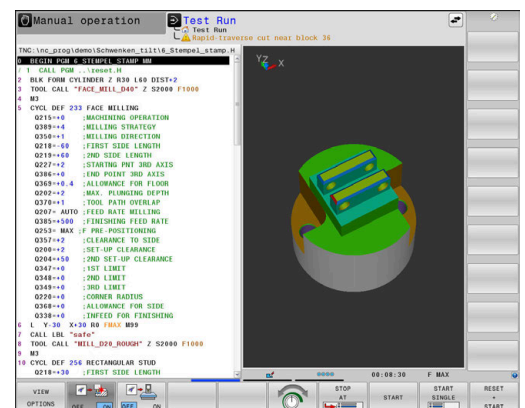 Manual operation
Test Run
Test Run
Rapid-traverse cut near block 36
TNC:\nc_prog\demo\Schwenken_tilt\6_Stempel_stamp.H
0 BEGIN PGM 6_STEMPEL_STAMP MM
/ 1 CALL PGM ..\reset.H
2 BLK FORM CYLINDER Z R30 L60 DIST+2
3 TOOL CALL "FACE_MILL_D40" Z S2000 F1000
4 M3
5 CYCL DEF 233 FACE MILLING
Q215=+0 ;MACHINING OPERATION
Q389=+4 ;MILLING STRATEGY
Q350=+1 ;MILLING DIRECTION
Q218=-60 ;FIRST SIDE LENGTH
Q219=+60 ;2ND SIDE LENGTH
Q227=+2 ;STARTNG PNT 3RD AXIS
Q386=+0 ;END POINT 3RD AXIS
Q369=+0.4 ;ALLOWANCE FOR FLOOR
Q202=+2 ;MAX. PLUNGING DEPTH
Q370=+1 ;TOOL PATH OVERLAP
Q207= AUTO ;FEED RATE MILLING
Q385=+500 ;FINISHING FEED RATE
Q253= MAX ;F PRE-POSITIONING
Q357=+2 ;CLEARANCE TO SIDE
Q200=+2 ;SET-UP CLEARANCE
Q204=+50 ;2ND SET-UP CLEARANCE
Q347=+0 ;1ST LIMIT
Q348=+0 ;2ND LIMIT
Q349=+0 ;3RD LIMIT
Q220=+0 ;CORNER RADIUS
Q368=+0 ;ALLOWANCE FOR SIDE
Q338=+0 ;INFEED FOR FINISHING
6 L Y-30 X+30 R0 FMAX M99
7 CALL LBL "safe"
8 TOOL CALL "MILL_D20_ROUGH" Z S2000 F1000
9 M3
10 CYCL DEF 256 RECTANGULAR STUD
Q218=+30 ;FIRST SIDE LENGTH
YZ X
0000 00:08:30 F MAX
VIEW
OPTIONS
OFF ON
OFF ON
STOP
AT
START
START
SINGLE
RESET
+
START